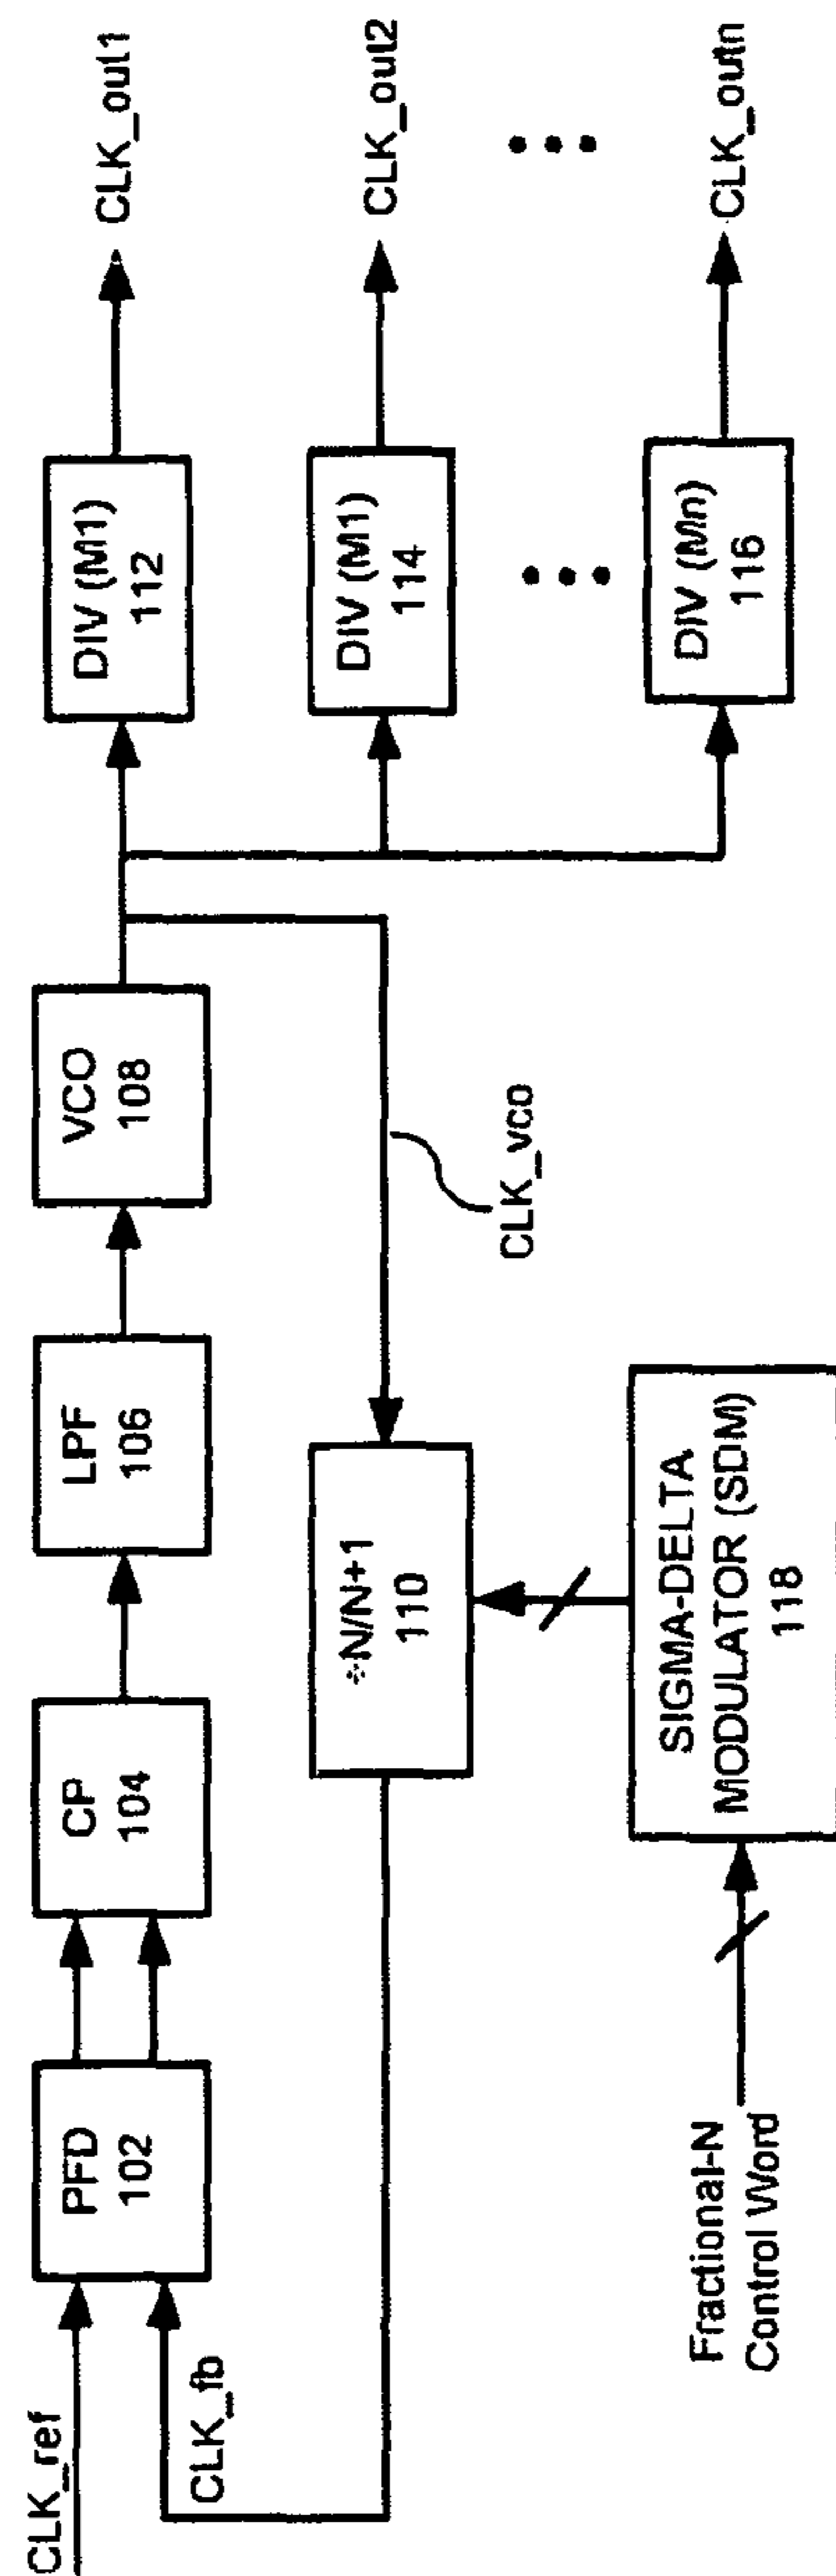 CLK_ref
CLK_fb
PFD
102
CP
104
LPF
106
VCO
108
DIV (M1)
112
CLK_out1
÷N/N+1
110
CLK_vco
DIV (M1)
114
CLK_out2
DIV (Mn)
116
CLK_outn
Fractional-N
Control Word
SIGMA-DELTA
MODULATOR (SDM)
118